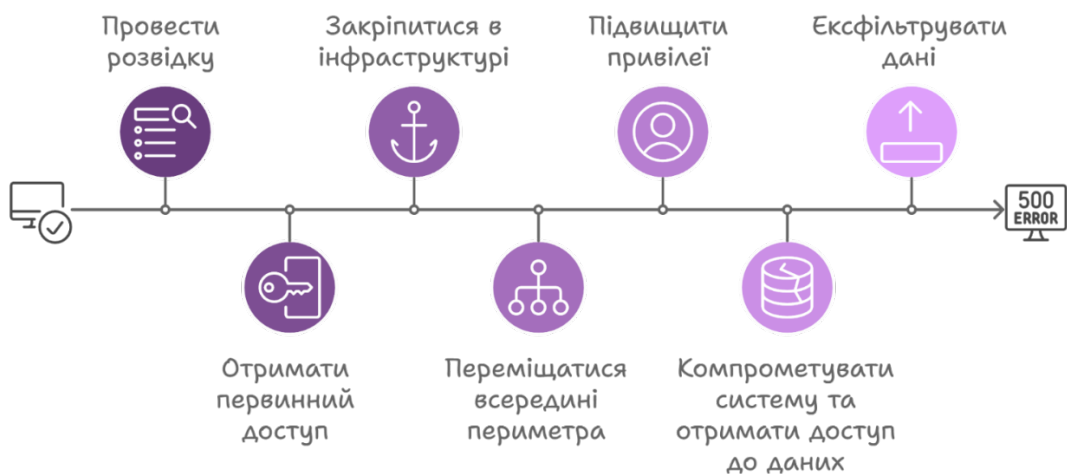 Провести
розвідку
Закріпитися в
інфраструктурі
Підвищити
привілеї
Ексфільтрувати
дані
500
ERROR
Отримати
первинний
доступ
Переміщатися
всередині
периметра
Компрометувати
систему та
отримати доступ
до даних